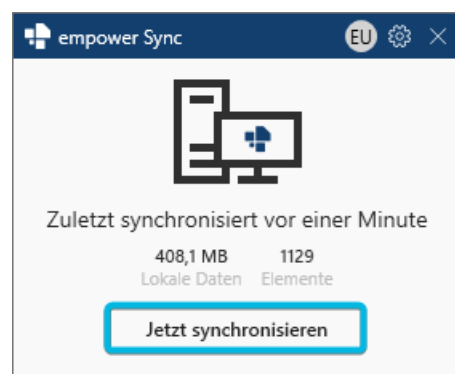 empower Sync EU
Zuletzt synchronisiert vor einer Minute
408,1 MB 1129
Lokale Daten Elemente
Jetzt synchronisieren